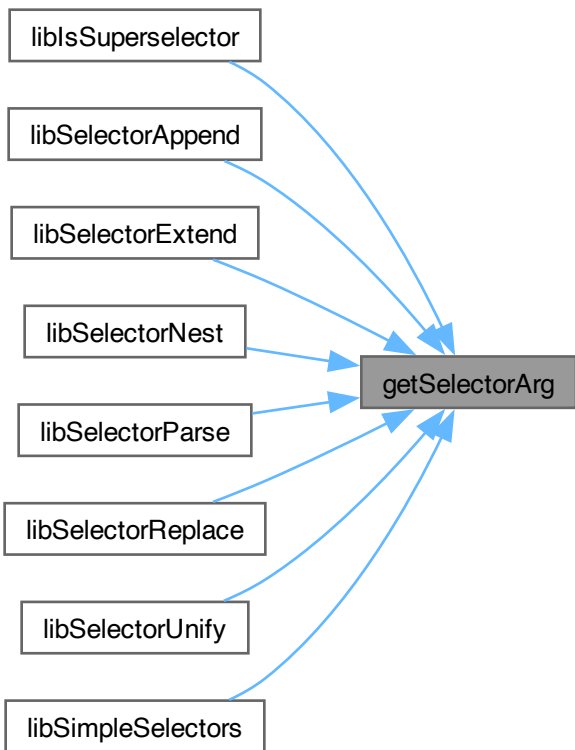 libIsSuperselector
libSelectorAppend
libSelectorExtend
libSelectorNest
getSelectorArg
libSelectorParse
libSelectorReplace
libSelectorUnify
libSimpleSelectors